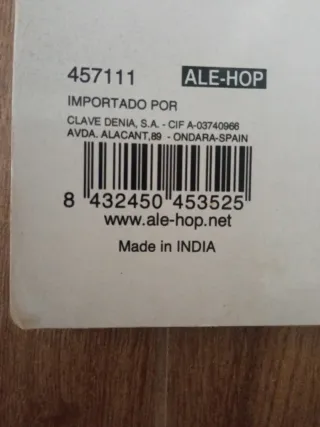 457111 ALE-HOP
IMPORTADO POR
CLAVE DENIA, S.A. - CIF A-03740966
AVDA. ALACANT,89 - ONDARA-SPAIN
8 432450 453525
www.ale-hop.net
Made in INDIA